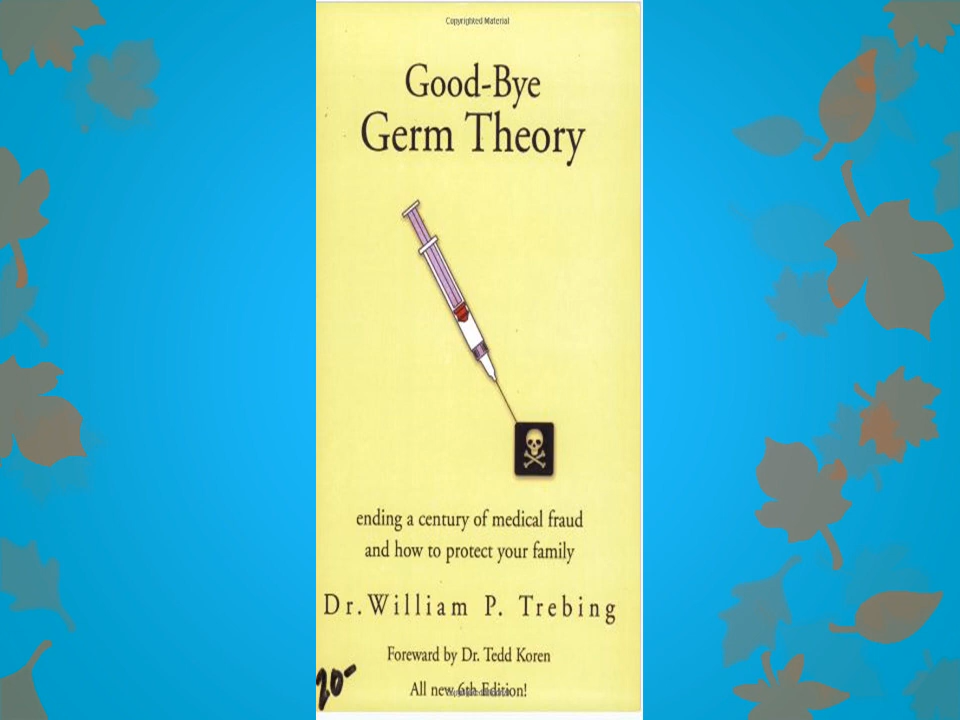 Copyrighted Material
Good-Bye
Germ Theory
ending a century of medical fraud
and how to protect your family
Dr. William P. Trebing
Foreward by Dr. Tedd Koren
20-
All new 6th Edition!